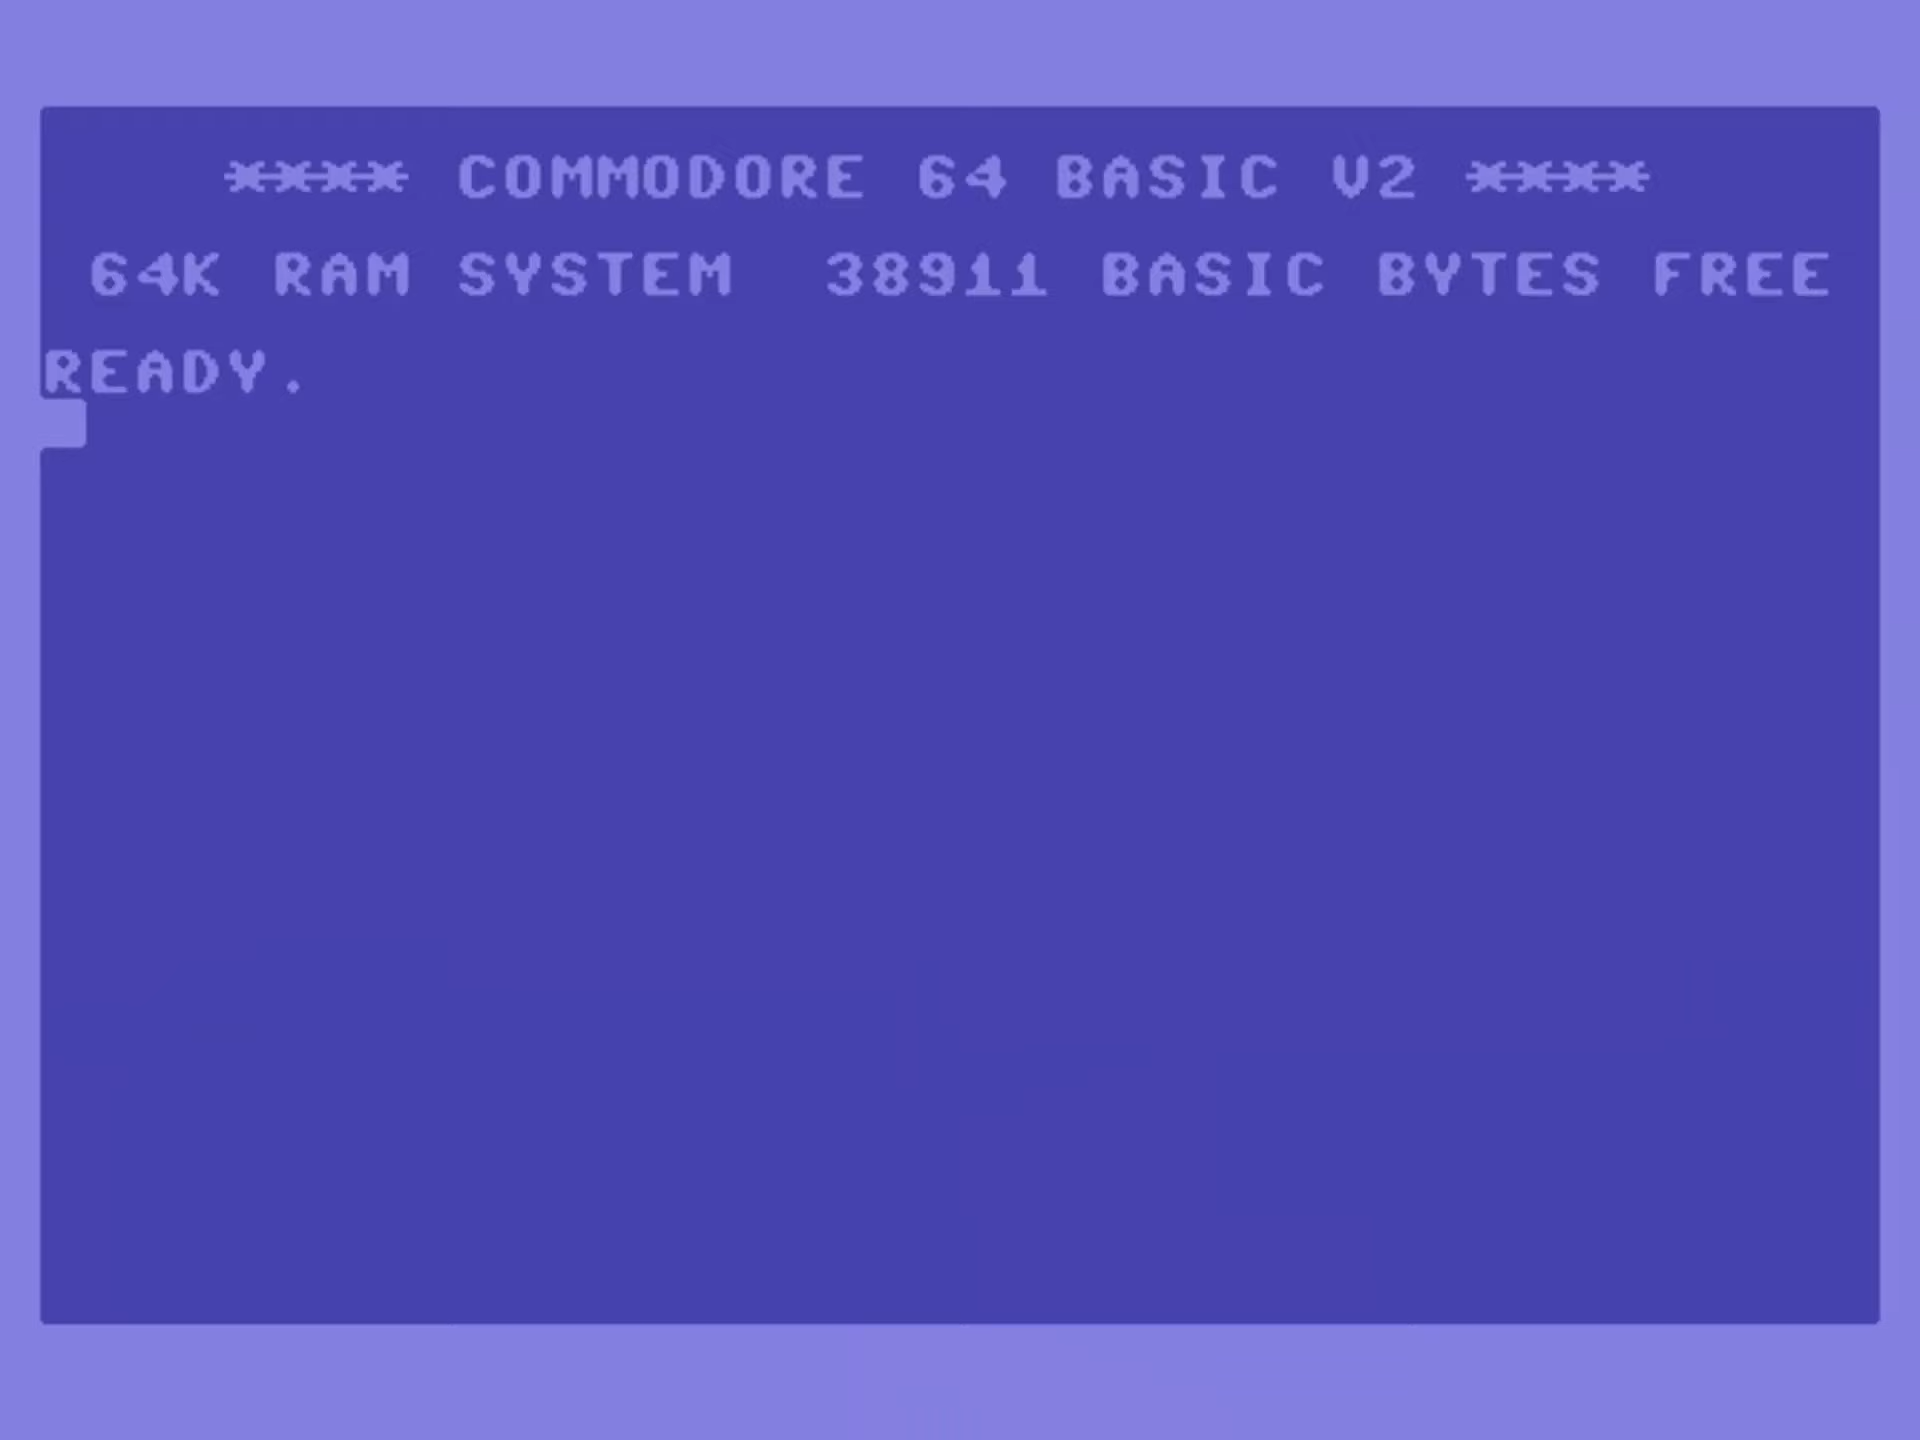 **** COMMODORE 64 BASIC V2 ****
64K RAM SYSTEM  38911 BASIC BYTES FREE
READY.